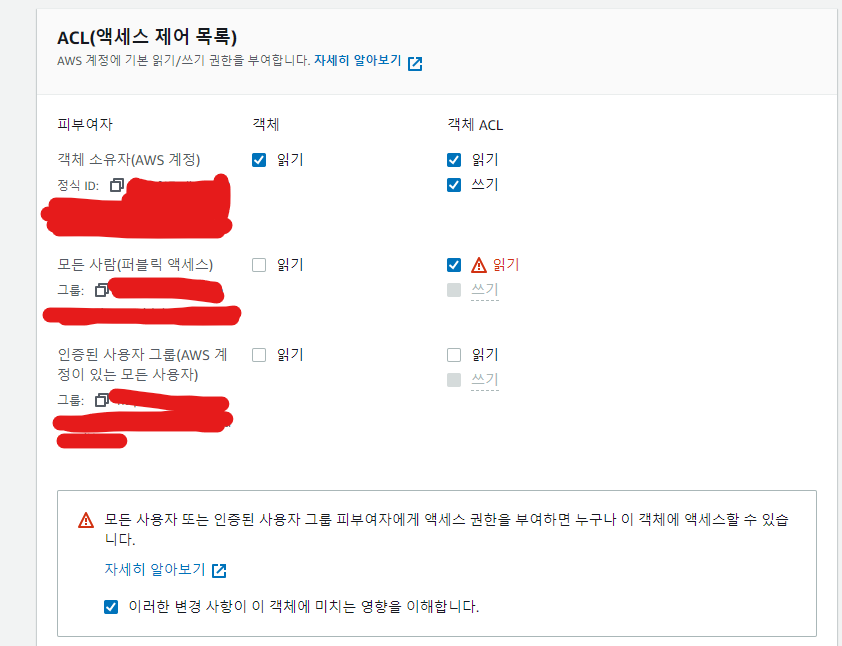 ACL(액세스 제어 목록)
AWS 계정에 기본 읽기/쓰기 권한을 부여합니다. 자세히 알아보기
피부여자 객체 객체 ACL
객체 소유자(AWS 계정) 읽기 읽기
정식 ID: 쓰기
모든 사람(퍼블릭 액세스) 읽기 읽기
그룹: 쓰기
인증된 사용자 그룹(AWS 계 읽기 읽기
정이 있는 모든 사용자) 쓰기
그룹:
모든 사용자 또는 인증된 사용자 그룹 피부여자에게 액세스 권한을 부여하면 누구나 이 객체에 액세스할 수 있습
니다.
자세히 알아보기
이러한 변경 사항이 이 객체에 미치는 영향을 이해합니다.